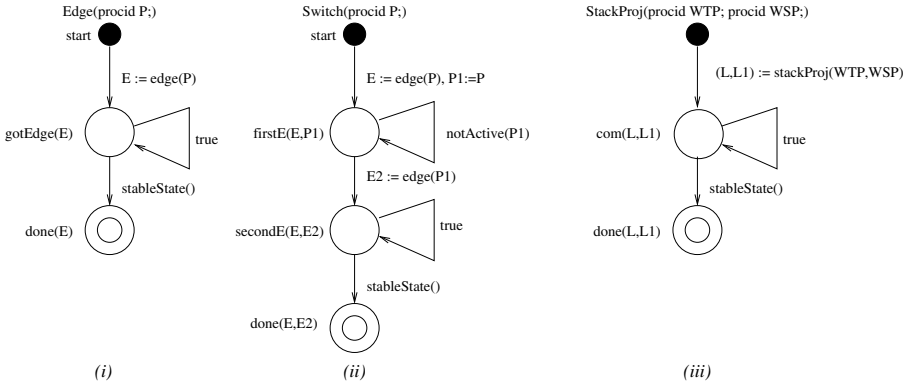 Edge(procid P;)
start
E := edge(P)
gotEdge(E)
true
stableState()
done(E)
(i)
Switch(procid P;)
start
E := edge(P), P1:=P
firstE(E,P1)
notActive(P1)
E2 := edge(P1)
secondE(E,E2)
true
stableState()
done(E,E2)
(ii)
StackProj(procid WTP; procid WSP;)
(L,L1) := stackProj(WTP,WSP)
com(L,L1)
true
stableState()
done(L,L1)
(iii)